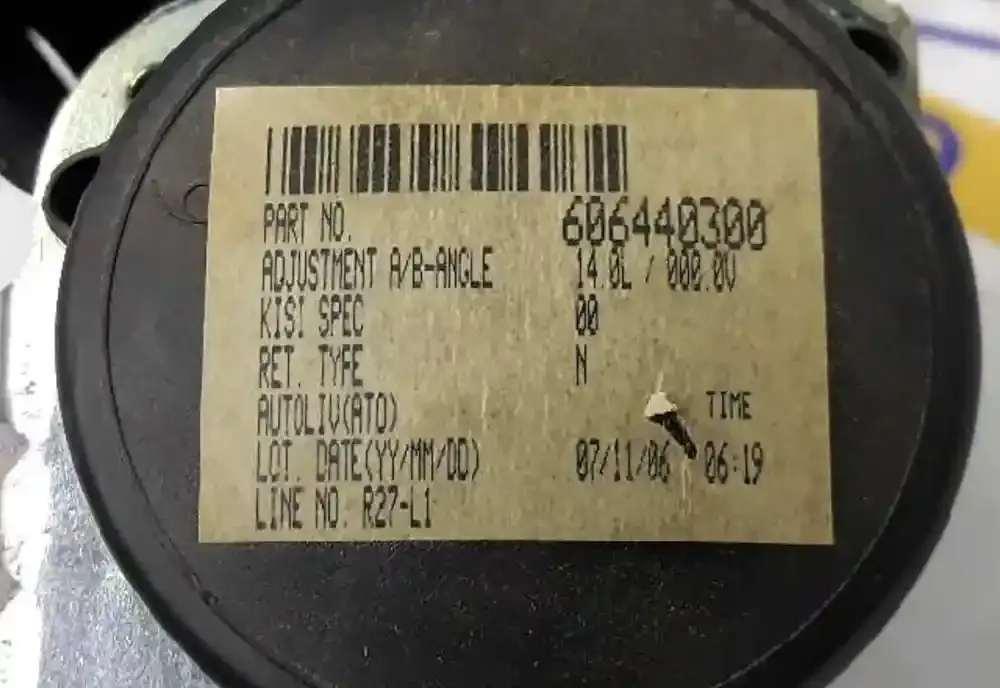 PART NO. 606440300
ADJUSTMENT A/B-ANGLE 14.0L / 000.0V
KISI SPEC 00
RET. TYPE N
AUTOLIV(ATO) TIME
LOT. DATE(YY/MM/DD) 07/11/06 06:19
LINE NO. R27-L1